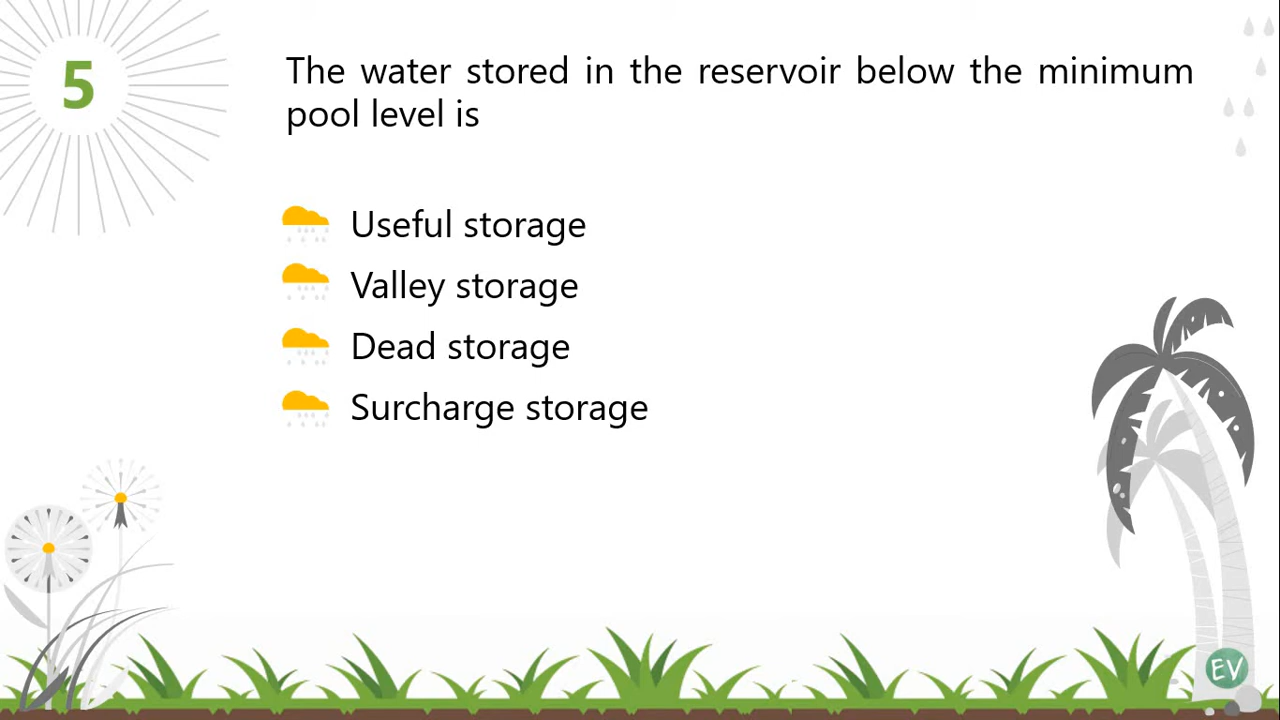 5
The water stored in the reservoir below the minimum
pool level is
Useful storage
Valley storage
Dead storage
Surcharge storage
EV